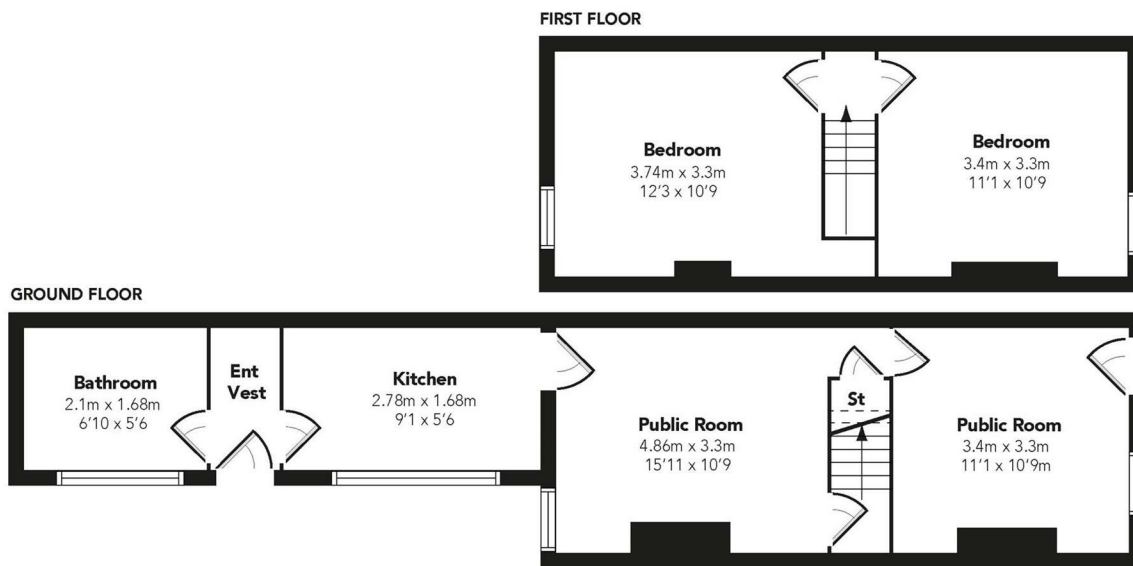 FIRST FLOOR
Bedroom
3.74m x 3.3m
12'3 x 10'9
Bedroom
3.4m x 3.3m
11'1 x 10'9
GROUND FLOOR
Bathroom
2.1m x 1.68m
6'10 x 5'6
Ent
Vest
Kitchen
2.78m x 1.68m
9'1 x 5'6
Public Room
4.86m x 3.3m
15'11 x 10'9
St
Public Room
3.4m x 3.3m
11'1 x 10'9m